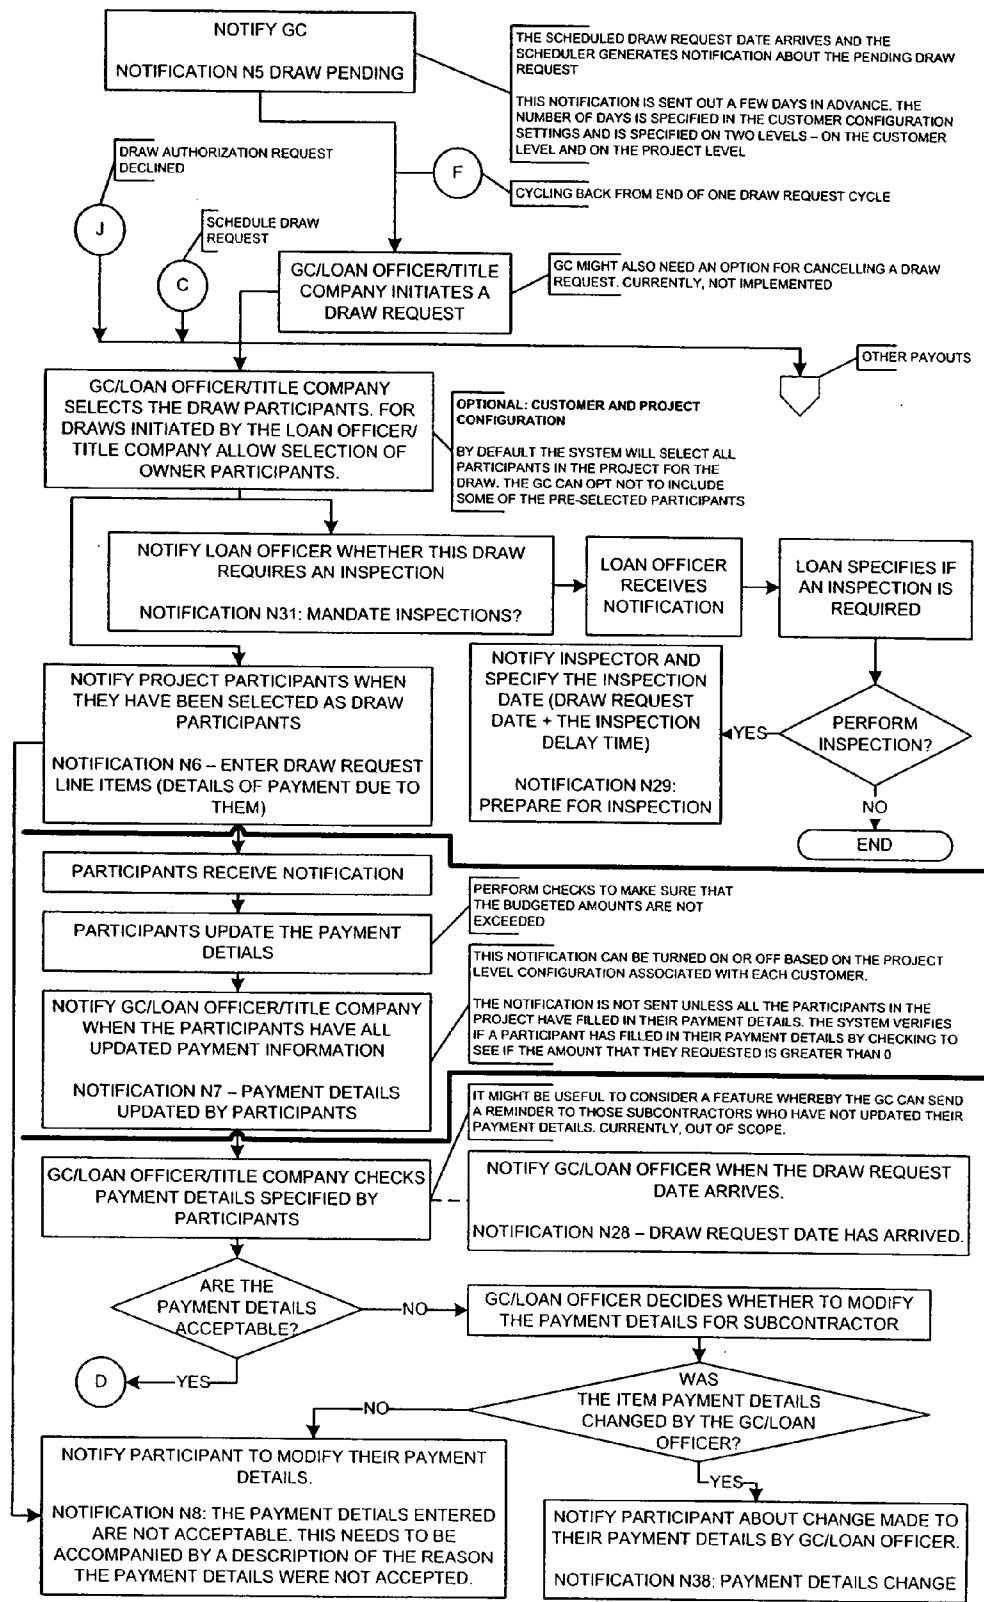 NOTIFY GC
NOTIFICATION N5 DRAW PENDING
THE SCHEDULED DRAW REQUEST DATE ARRIVES AND THE
SCHEDULER GENERATES NOTIFICATION ABOUT THE PENDING DRAW
REQUEST
THIS NOTIFICATION IS SENT OUT A FEW DAYS IN ADVANCE. THE
NUMBER OF DAYS IS SPECIFIED IN THE CUSTOMER CONFIGURATION
SETTINGS AND IS SPECIFIED ON TWO LEVELS – ON THE CUSTOMER
LEVEL AND ON THE PROJECT LEVEL
DRAW AUTHORIZATION REQUEST
DECLINED
F
CYCLING BACK FROM END OF ONE DRAW REQUEST CYCLE
J
SCHEDULE DRAW
REQUEST
C
GC/LOAN OFFICER/TITLE
COMPANY INITIATES A
DRAW REQUEST
GC MIGHT ALSO NEED AN OPTION FOR CANCELLING A DRAW
REQUEST. CURRENTLY, NOT IMPLEMENTED
OTHER PAYOUTS
GC/LOAN OFFICER/TITLE COMPANY
SELECTS THE DRAW PARTICIPANTS. FOR
DRAWS INITIATED BY THE LOAN OFFICER/
TITLE COMPANY ALLOW SELECTION OF
OWNER PARTICIPANTS.
OPTIONAL: CUSTOMER AND PROJECT
CONFIGURATION
BY DEFAULT THE SYSTEM WILL SELECT ALL
PARTICIPANTS IN THE PROJECT FOR THE
DRAW. THE GC CAN OPT NOT TO INCLUDE
SOME OF THE PRE-SELECTED PARTICIPANTS
NOTIFY LOAN OFFICER WHETHER THIS DRAW
REQUIRES AN INSPECTION
NOTIFICATION N31: MANDATE INSPECTIONS?
LOAN OFFICER
RECEIVES
NOTIFICATION
LOAN SPECIFIES IF
AN INSPECTION IS
REQUIRED
NOTIFY PROJECT PARTICIPANTS WHEN
THEY HAVE BEEN SELECTED AS DRAW
PARTICIPANTS
NOTIFICATION N6 – ENTER DRAW REQUEST
LINE ITEMS (DETAILS OF PAYMENT DUE TO
THEM)
NOTIFY INSPECTOR AND
SPECIFY THE INSPECTION
DATE (DRAW REQUEST
DATE + THE INSPECTION
DELAY TIME)
NOTIFICATION N29:
PREPARE FOR INSPECTION
YES
PERFORM
INSPECTION?
NO
END
PARTICIPANTS RECEIVE NOTIFICATION
PARTICIPANTS UPDATE THE PAYMENT
DETIALS
PERFORM CHECKS TO MAKE SURE THAT
THE BUDGETED AMOUNTS ARE NOT
EXCEEDED
NOTIFY GC/LOAN OFFICER/TITLE COMPANY
WHEN THE PARTICIPANTS HAVE ALL
UPDATED PAYMENT INFORMATION
NOTIFICATION N7 – PAYMENT DETAILS
UPDATED BY PARTICIPANTS
THIS NOTIFICATION CAN BE TURNED ON OR OFF BASED ON THE PROJECT
LEVEL CONFIGURATION ASSOCIATED WITH EACH CUSTOMER.
THE NOTIFICATION IS NOT SENT UNLESS ALL THE PARTICIPANTS IN THE
PROJECT HAVE FILLED IN THEIR PAYMENT DETAILS. THE SYSTEM VERIFIES
IF A PARTICIPANT HAS FILLED IN THEIR PAYMENT DETAILS BY CHECKING TO
SEE IF THE AMOUNT THAT THEY REQUESTED IS GREATER THAN 0
IT MIGHT BE USEFUL TO CONSIDER A FEATURE WHEREBY THE GC CAN SEND
A REMINDER TO THOSE SUBCONTRACTORS WHO HAVE NOT UPDATED THEIR
PAYMENT DETAILS. CURRENTLY, OUT OF SCOPE.
GC/LOAN OFFICER/TITLE COMPANY CHECKS
PAYMENT DETAILS SPECIFIED BY
PARTICIPANTS
NOTIFY GC/LOAN OFFICER WHEN THE DRAW REQUEST
DATE ARRIVES.
NOTIFICATION N28 – DRAW REQUEST DATE HAS ARRIVED.
ARE THE
PAYMENT DETAILS
ACCEPTABLE?
NO
GC/LOAN OFFICER DECIDES WHETHER TO MODIFY
THE PAYMENT DETAILS FOR SUBCONTRACTOR
D
YES
WAS
THE ITEM PAYMENT DETAILS
CHANGED BY THE GC/LOAN
OFFICER?
NO
YES
NOTIFY PARTICIPANT TO MODIFY THEIR PAYMENT
DETAILS.
NOTIFICATION N8: THE PAYMENT DETIALS ENTERED
ARE NOT ACCEPTABLE. THIS NEEDS TO BE
ACCOMPANIED BY A DESCRIPTION OF THE REASON
THE PAYMENT DETAILS WERE NOT ACCEPTED.
NOTIFY PARTICIPANT ABOUT CHANGE MADE TO
THEIR PAYMENT DETAILS BY GC/LOAN OFFICER.
NOTIFICATION N38: PAYMENT DETAILS CHANGE